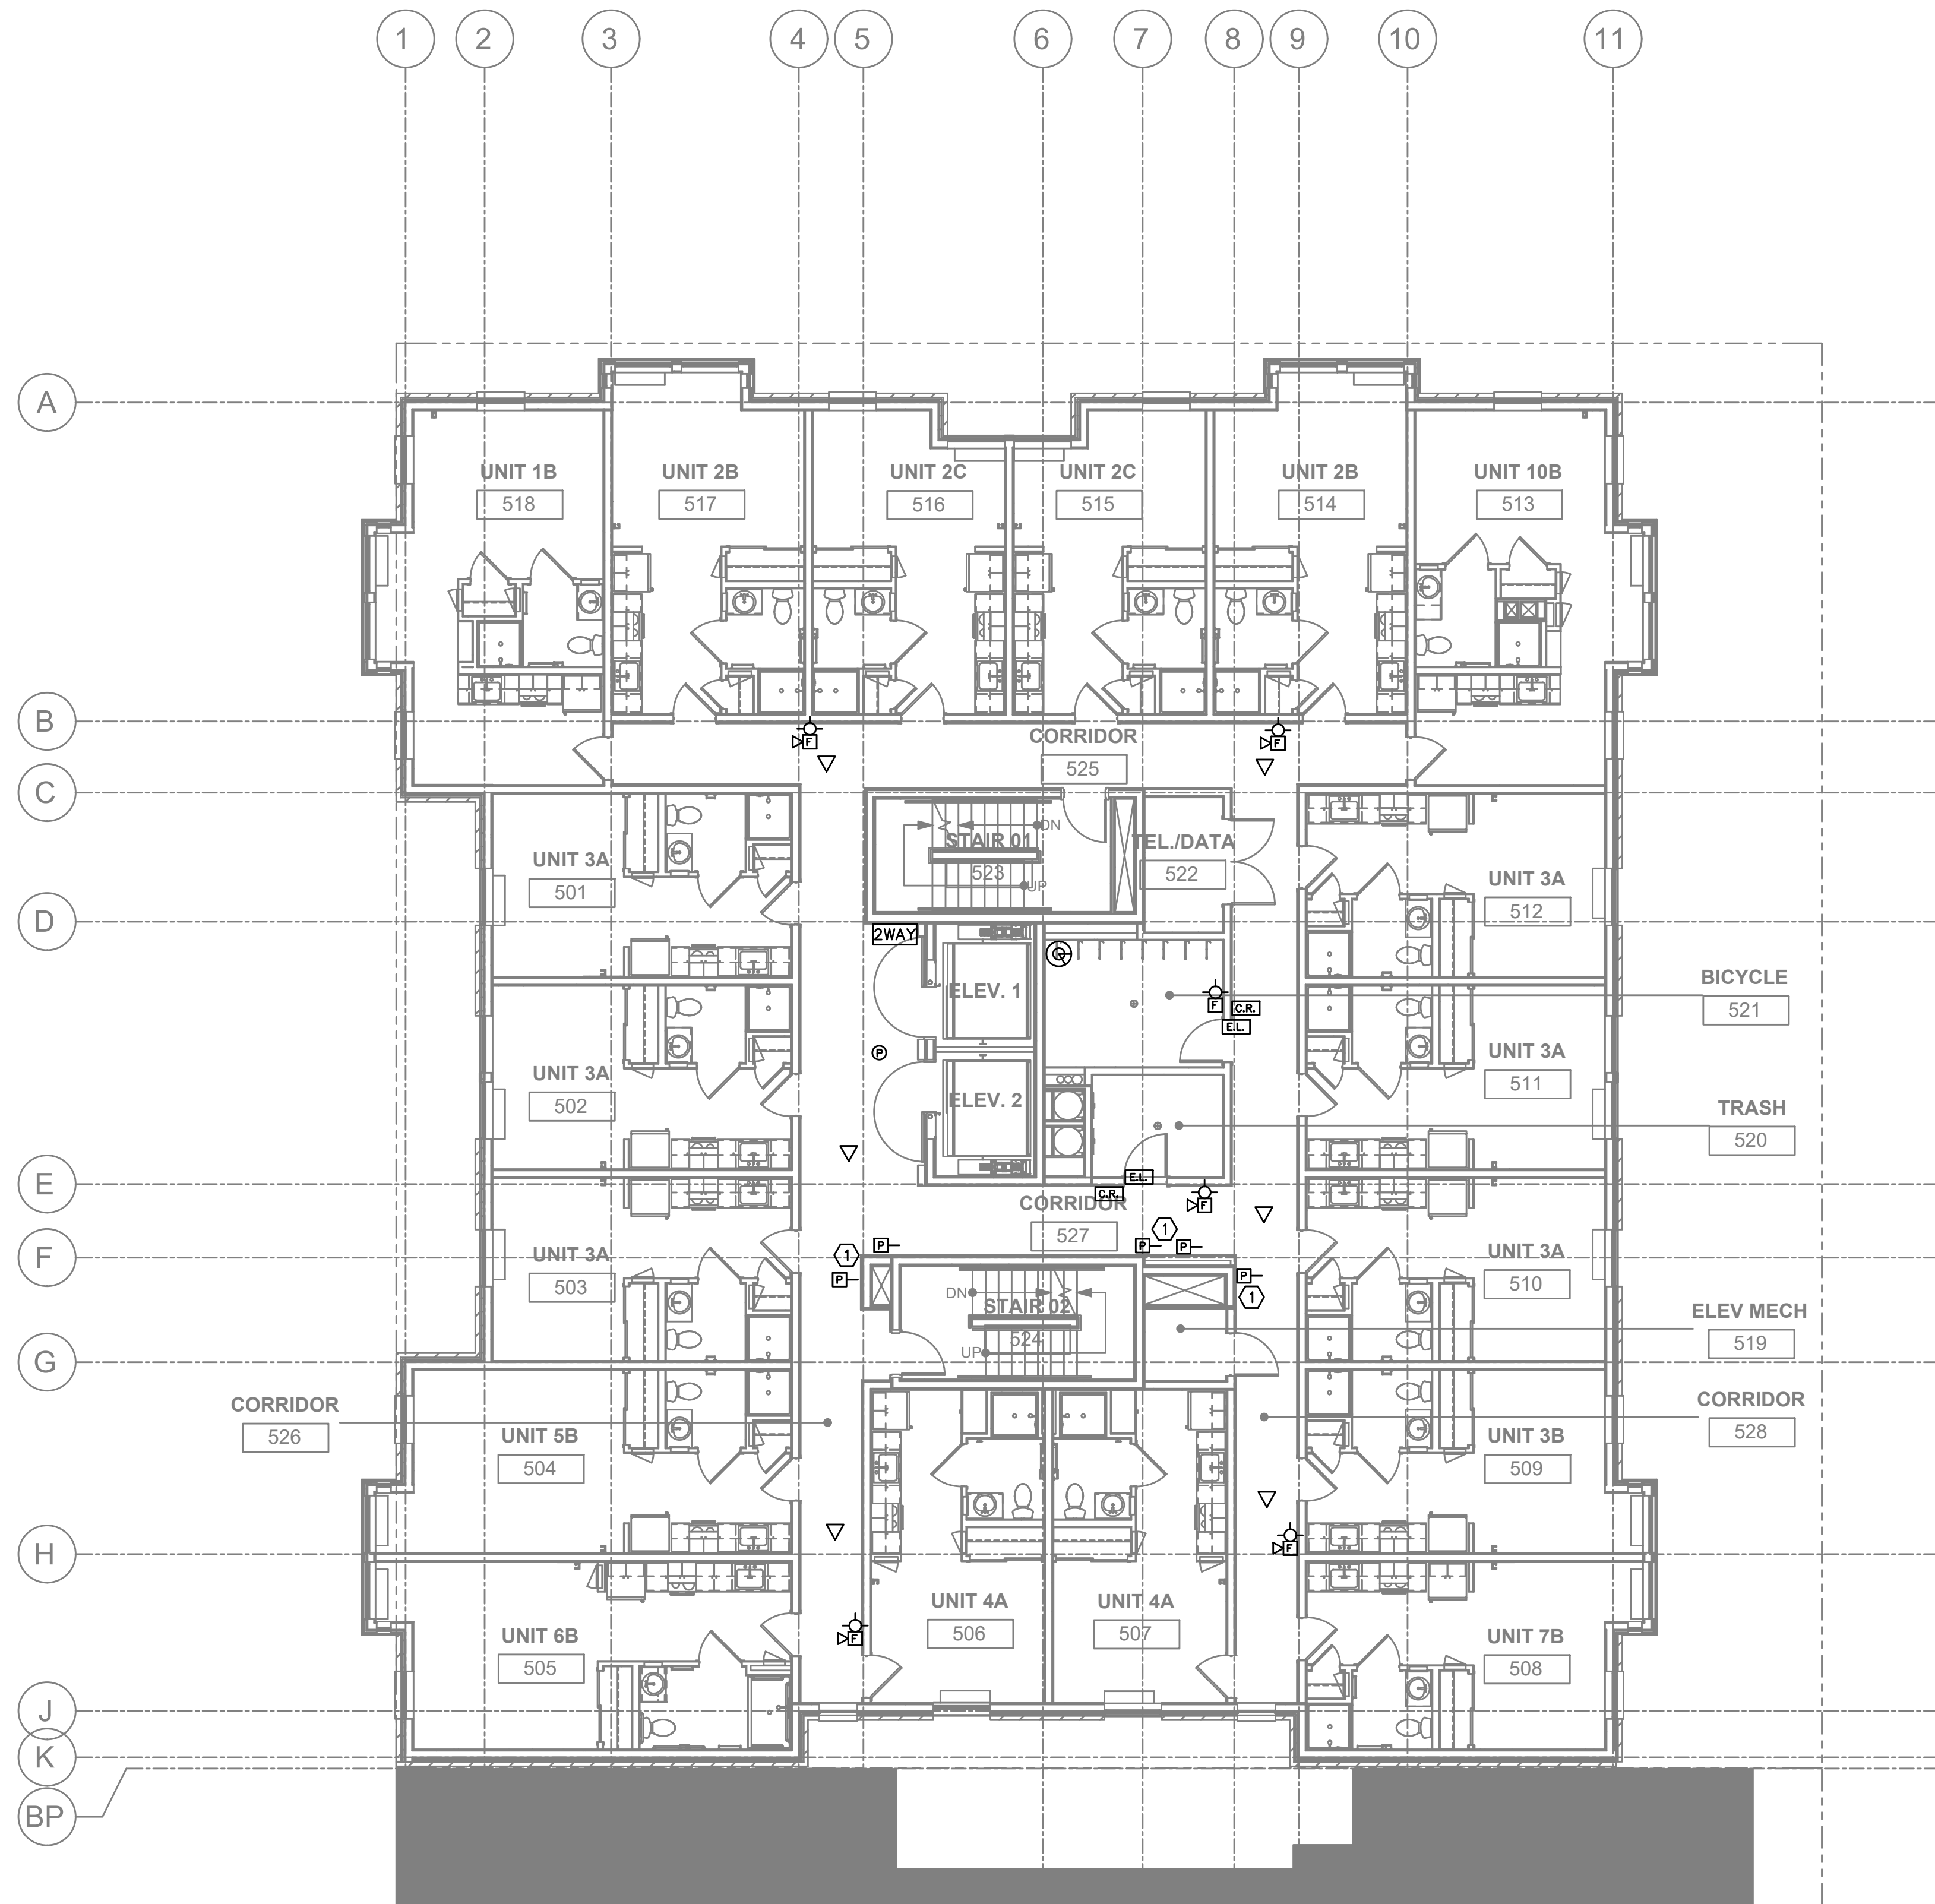 1 2 3 4 5 6 7 8 9 10 11
A
UNIT 1B
518
UNIT 2B
517
UNIT 2C
516
UNIT 2C
515
UNIT 2B
514
UNIT 10B
513
B
F
F
CORRIDOR
525
C
DN
STAIR 01
523
UP
TEL./DATA
522
UNIT 3A
501
UNIT 3A
512
D
2WAY
ELEV. 1
BICYCLE
521
F
C.R.
E.L.
P
UNIT 3A
502
ELEV. 2
UNIT 3A
511
TRASH
520
E
E.L.
C.R.
F
CORRIDOR
527
1
1
P
P
P
F
UNIT 3A
503
P
P
1
UNIT 3A
510
DN
STAIR 02
524
UP
ELEV MECH
519
G
CORRIDOR
526
CORRIDOR
528
UNIT 5B
504
UNIT 3B
509
H
F
UNIT 4A
506
UNIT 4A
507
F
UNIT 6B
505
UNIT 7B
508
J
K
BP